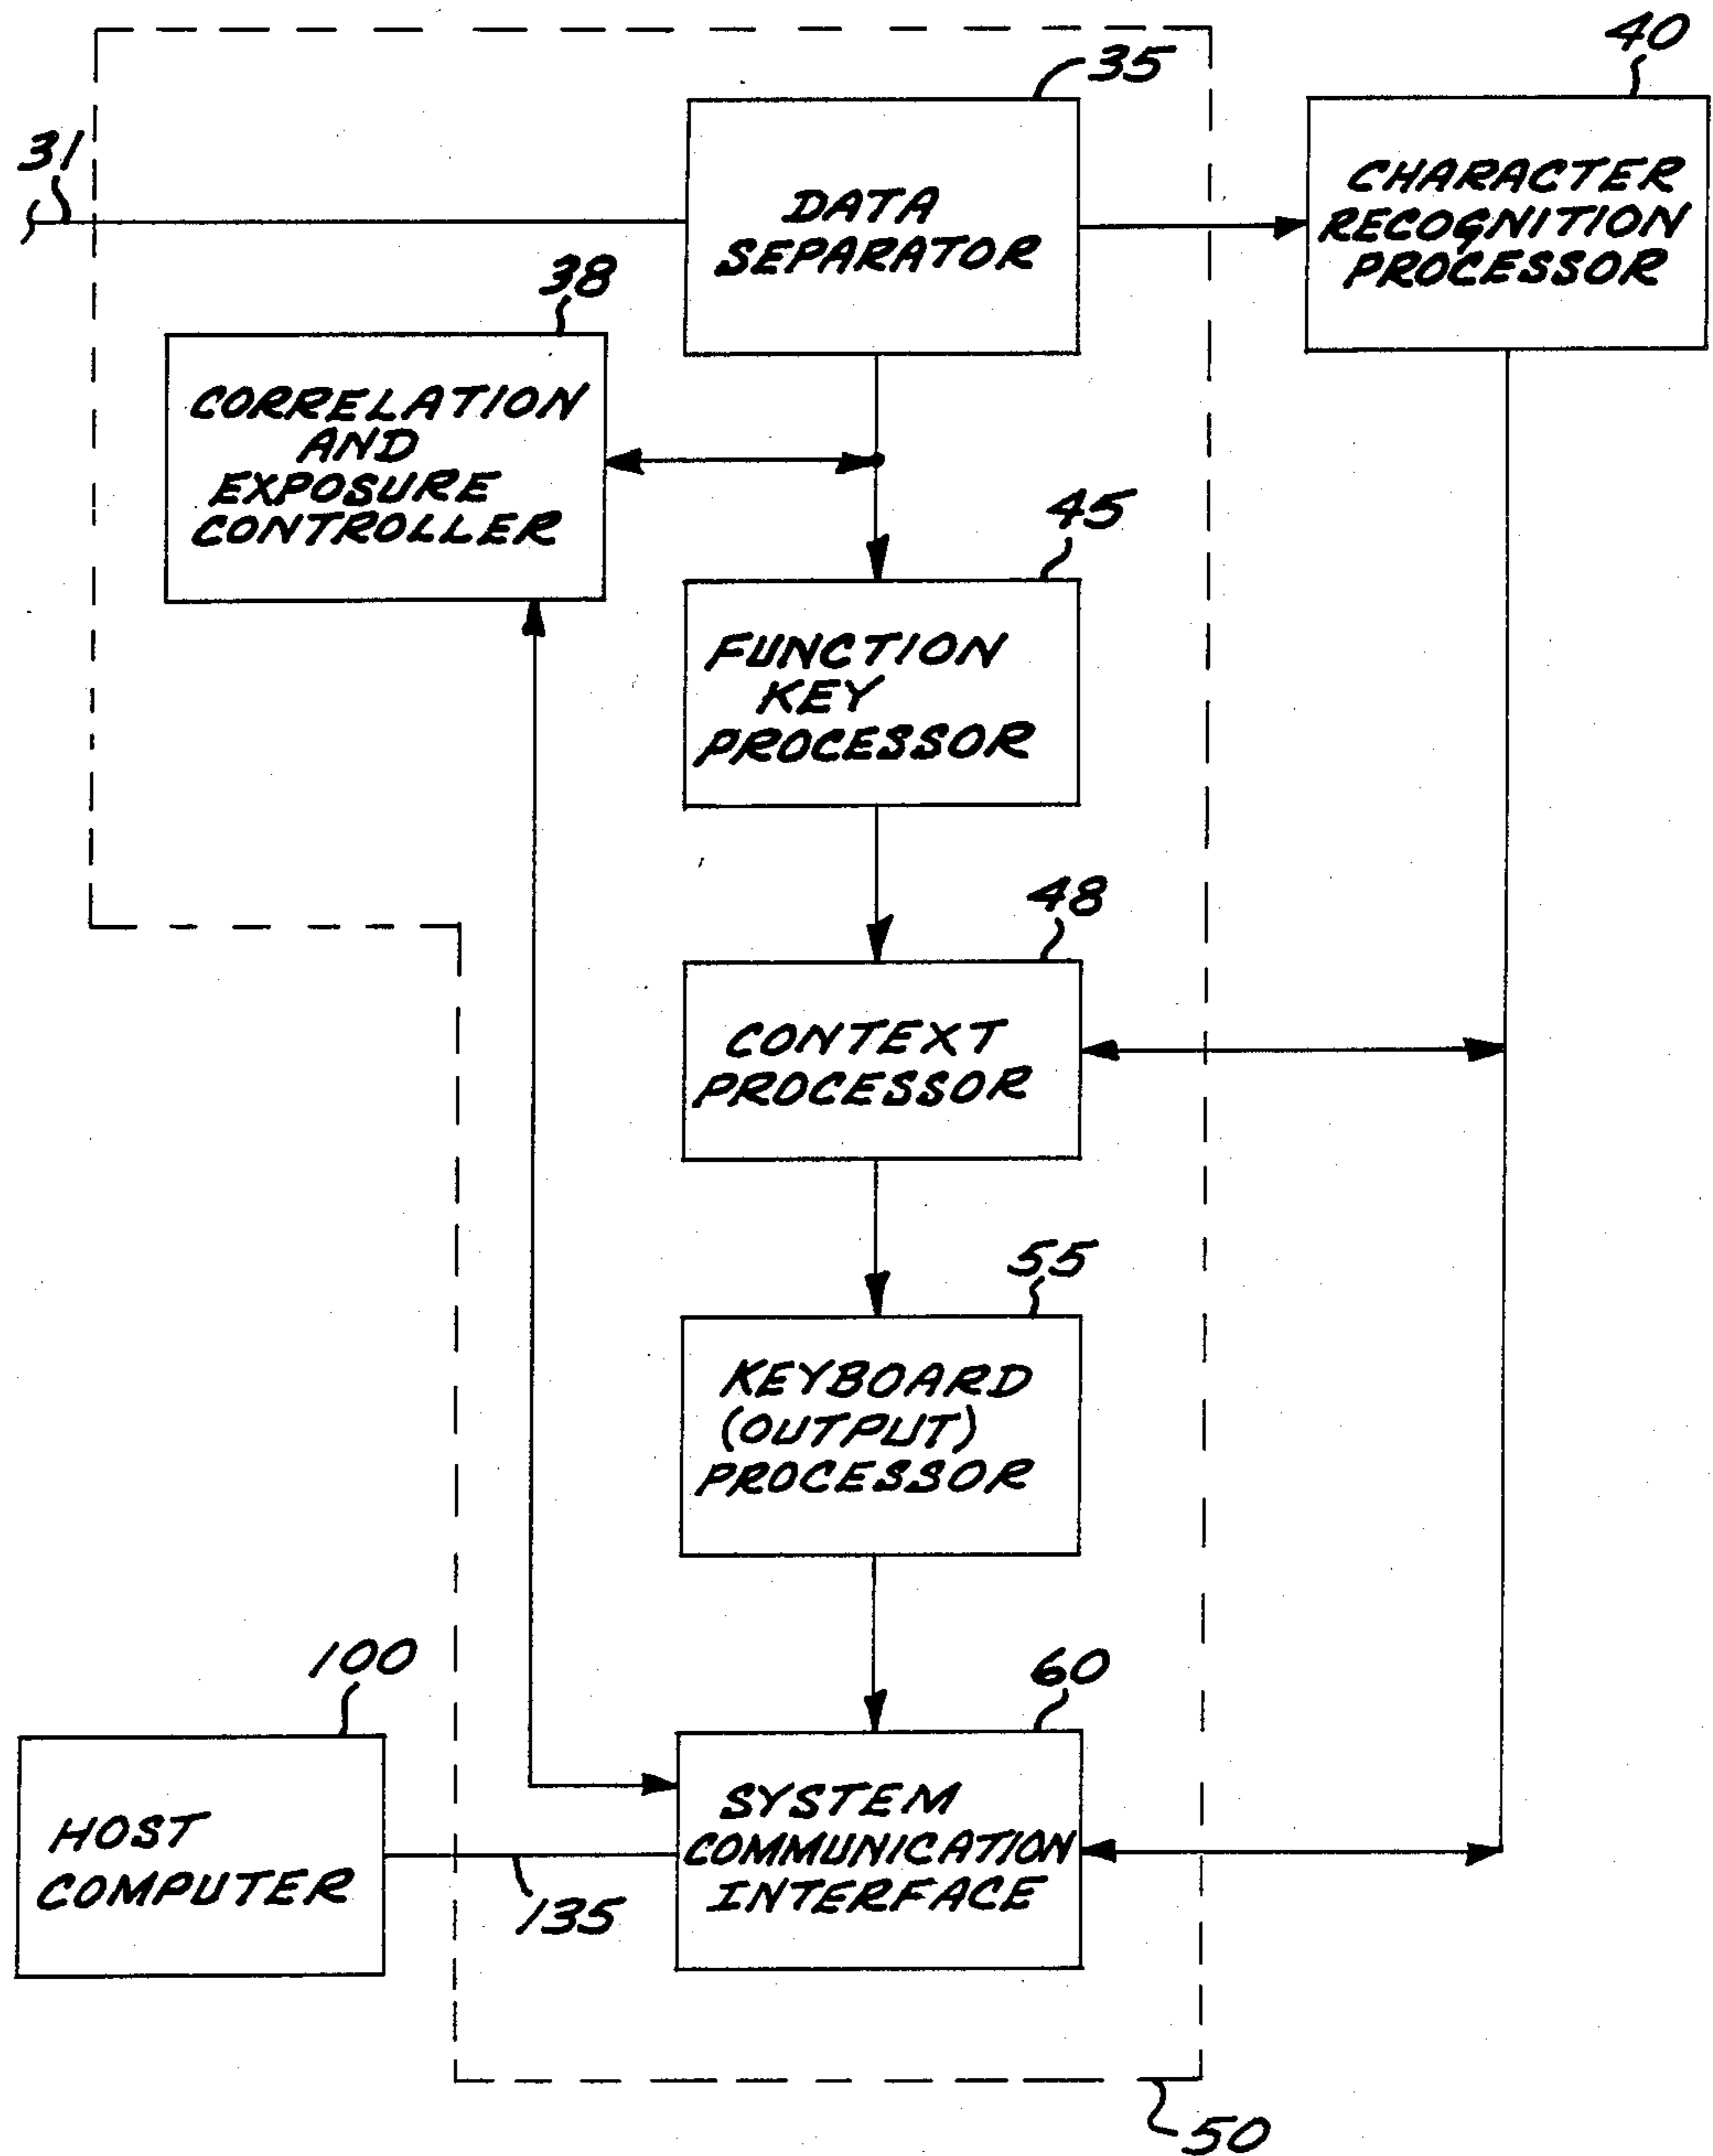 40
35
31
DATA
SEPARATOR
CHARACTER
RECOGNITION
PROCESSOR
38
CORRELATION
AND
EXPOSURE
CONTROLLER
45
FUNCTION
KEY
PROCESSOR
48
CONTEXT
PROCESSOR
55
KEYBOARD
(OUTPUT)
PROCESSOR
100
60
HOST
COMPUTER
SYSTEM
COMMUNICATION
INTERFACE
135
50